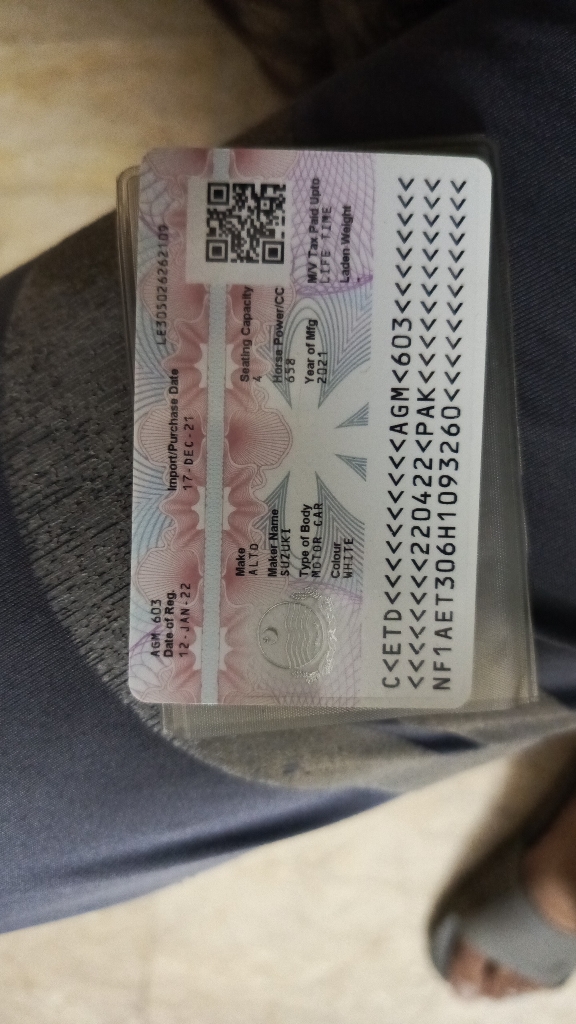 AGM 603
LE3050262621Ō9
Date of Reg.
Import/Purchase Date
12-JAN-22
17-DEC-21
Make
Seating Capacity
ALTO
4
Maker Name
Horse Power/CC
SUZUKI
658
Type of Body
Year of Mfg
M/V Tax Paid Upto
MOTOR CAR
2021
LIFE TIME
Colour
Laden Weight
WHITE
-
C<ETD<<<<<<<<<<<AGM<603<<<<<<<<<<
<<<<<<<<220422<PAK<<<<<<<<<<<<<<<
NF1AET306H1093260<<<<<<<<<<<<<<<<